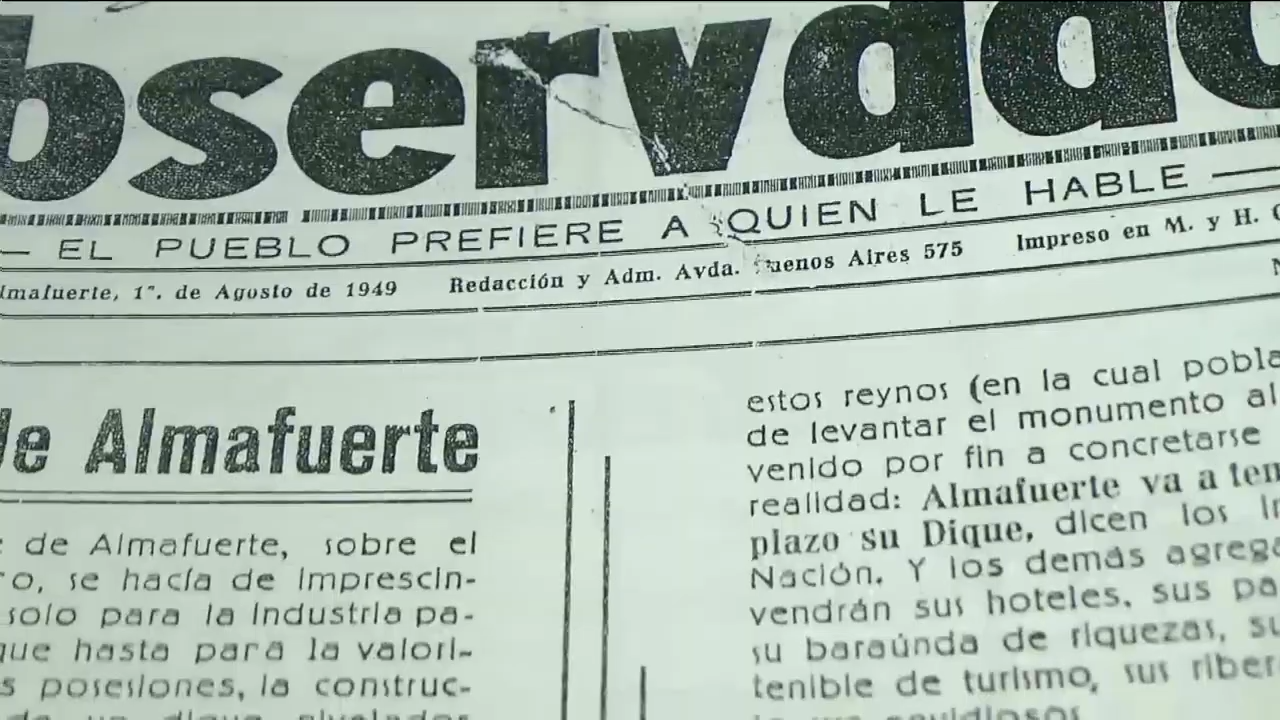 bservado
— EL PUEBLO PREFIERE A QUIEN LE HABLE —
lmafuerte, 1º. de Agosto de 1949 Redacción y Adm. Avda. Buenos Aires 575 Impreso en M. y H.
de Almafuerte
de Almafuerte, sobre el
o, se hacía de imprescin-
solo para la industria pa-
que hasta para la valori-
s posesiones, la construc-
estos reynos (en la cual pobla
de levantar el monumento al
venido por fin a concretarse
realidad: Almafuerte va a ten
plazo su Dique, dicen los
Nación. Y los demás agrega
vendrán sus hoteles, sus pa
su baraúnda de riquezas, su
tenible de turismo, sus riber